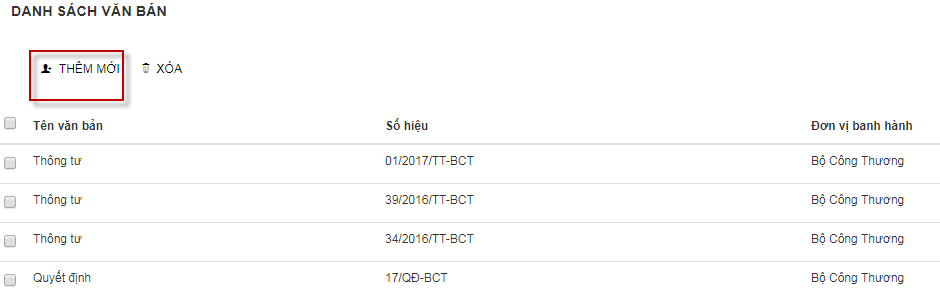 DANH SÁCH VĂN BẢN
THÊM MỚI XÓA
Tên văn bản Số hiệu Đơn vị banh hành
Thông tư 01/2017/TT-BCT Bộ Công Thương
Thông tư 39/2016/TT-BCT Bộ Công Thương
Thông tư 34/2016/TT-BCT Bộ Công Thương
Quyết định 17/QĐ-BCT Bộ Công Thương